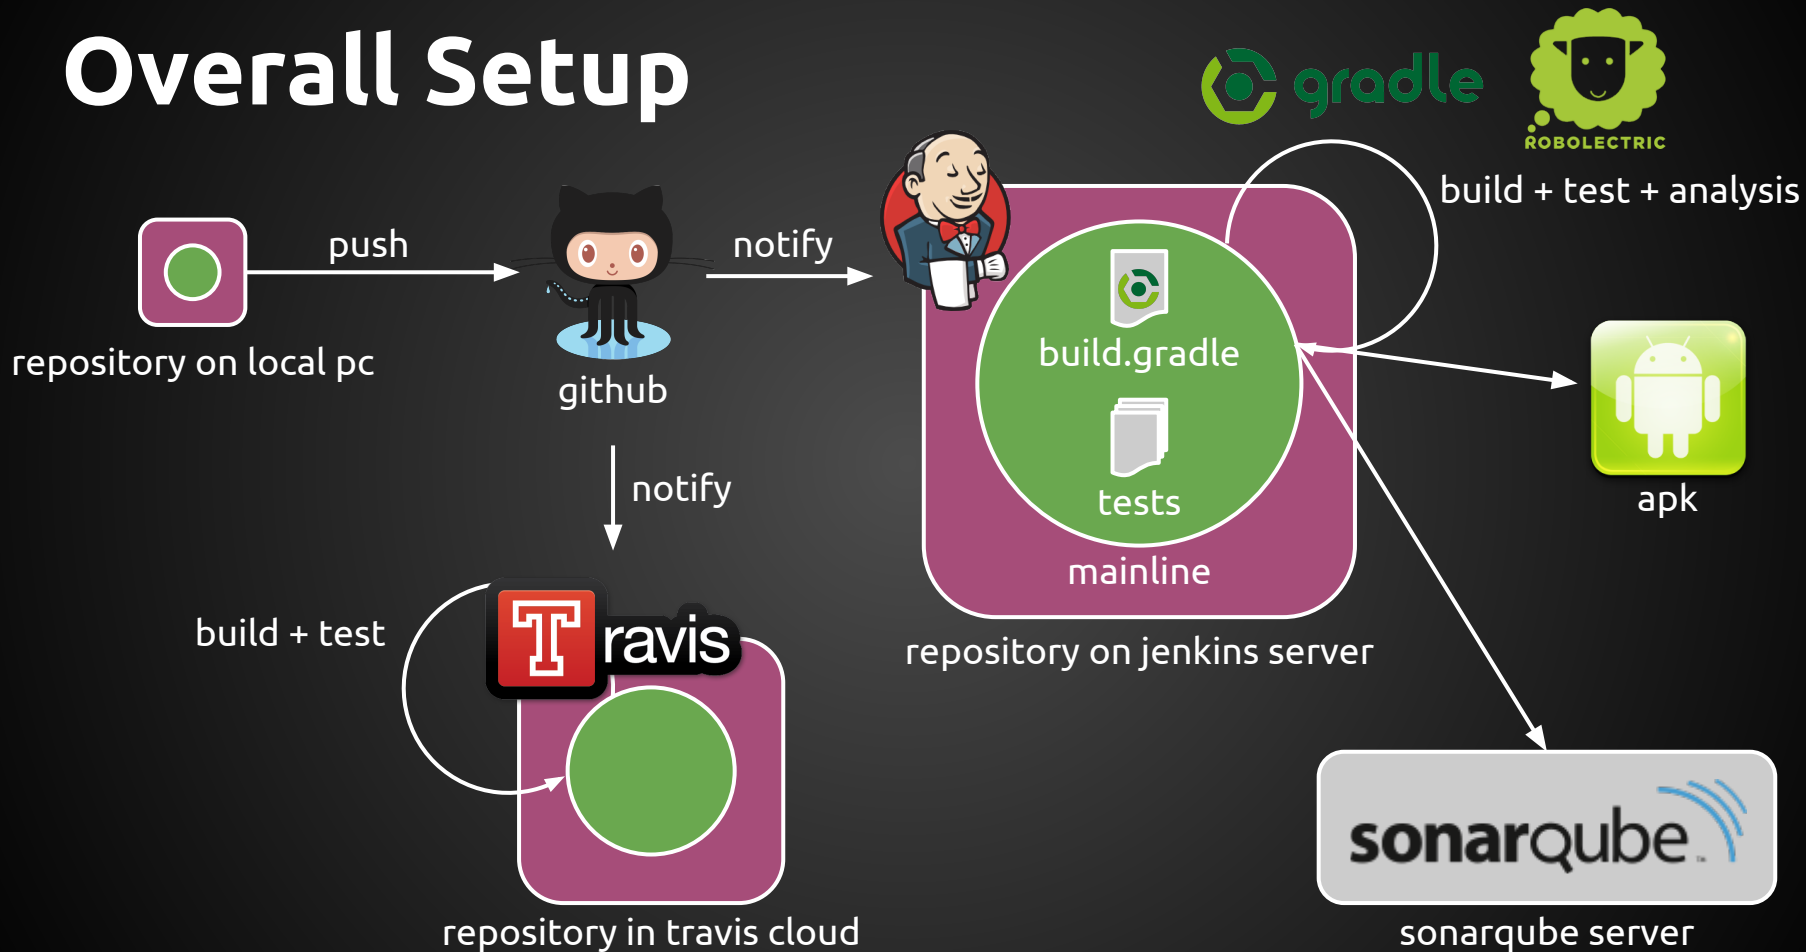 Overall Setup
gradle
ROBOLECTRIC
build + test + analysis
push
notify
repository on local pc
github
build.gradle
tests
mainline
repository on jenkins server
apk
notify
build + test
Travis
repository in travis cloud
sonarqube
sonarqube server